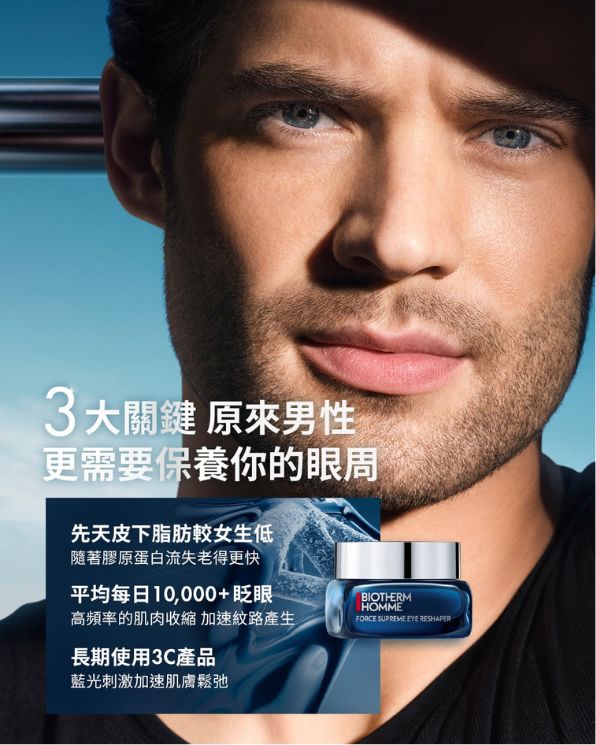 3大關鍵 原來男性
更需要保養你的眼周
先天皮下脂肪較女生低
隨著膠原蛋白流失老得更快
平均每日10,000+眨眼
高頻率的肌肉收縮 加速紋路產生
長期使用3C產品
藍光刺激加速肌膚鬆弛
BIOTHERM
HOMME
FORCE SUPREME EYE RESHAPER